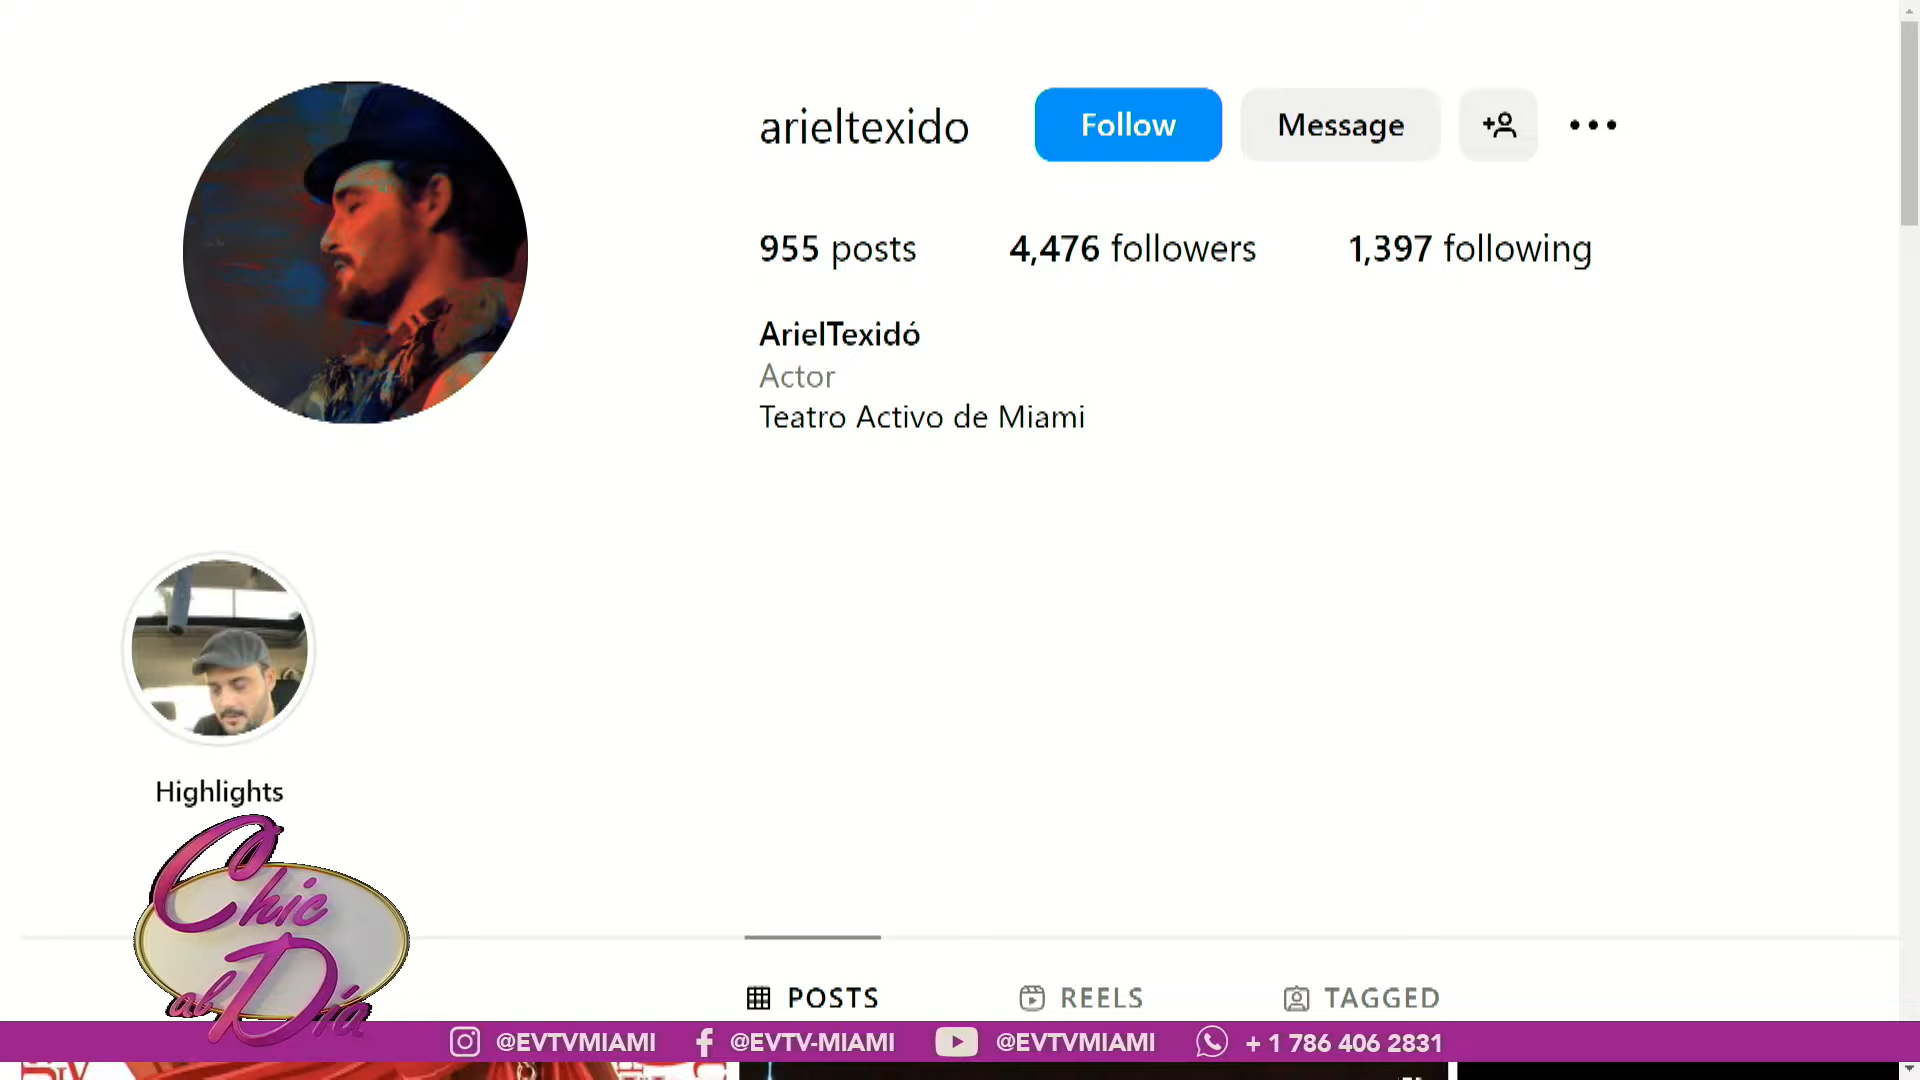 arieltexido
Follow
Message
955 posts
4,476 followers
1,397 following
ArielTexidó
Actor
Teatro Activo de Miami
Highlights
Chic
al Día
POSTS
REELS
TAGGED
@EVTVMIAMI
@EVTV-MIAMI
@EVTVMIAMI
+ 1 786 406 2831